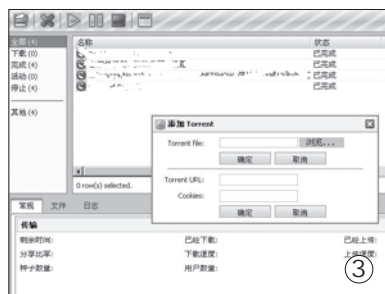 全部 (4)
下载 (0)
完成 (4)
活动 (0)
停止 (4)
其他 (4)
名称
状态
已完成
已完成
已完成
已完成
添加 Torrent
Torrent file:
浏览...
确定
取消
Torrent URL:
Cookies:
确定
取消
0 row(s) selected.
常规
文件
日志
传输
剩余时间:
已经下载:
已经上传:
分享比率:
下载速度:
上传速度:
种子数量:
用户数量:
③